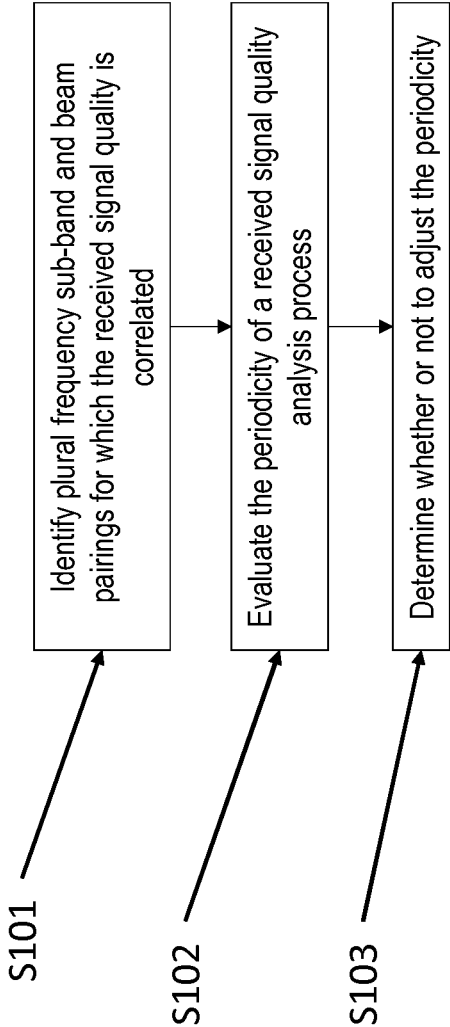 S101
Identify plural frequency sub-band and beam
pairings for which the received signal quality is
correlated
S102
Evaluate the periodicity of a received signal quality
analysis process
S103
Determine whether or not to adjust the periodicity